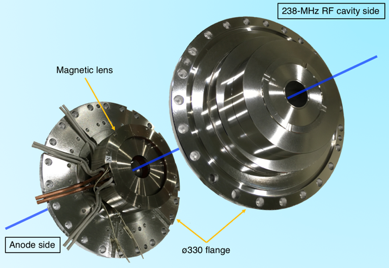 238-MHz RF cavity side
Magnetic lens
Anode side
ø330 flange